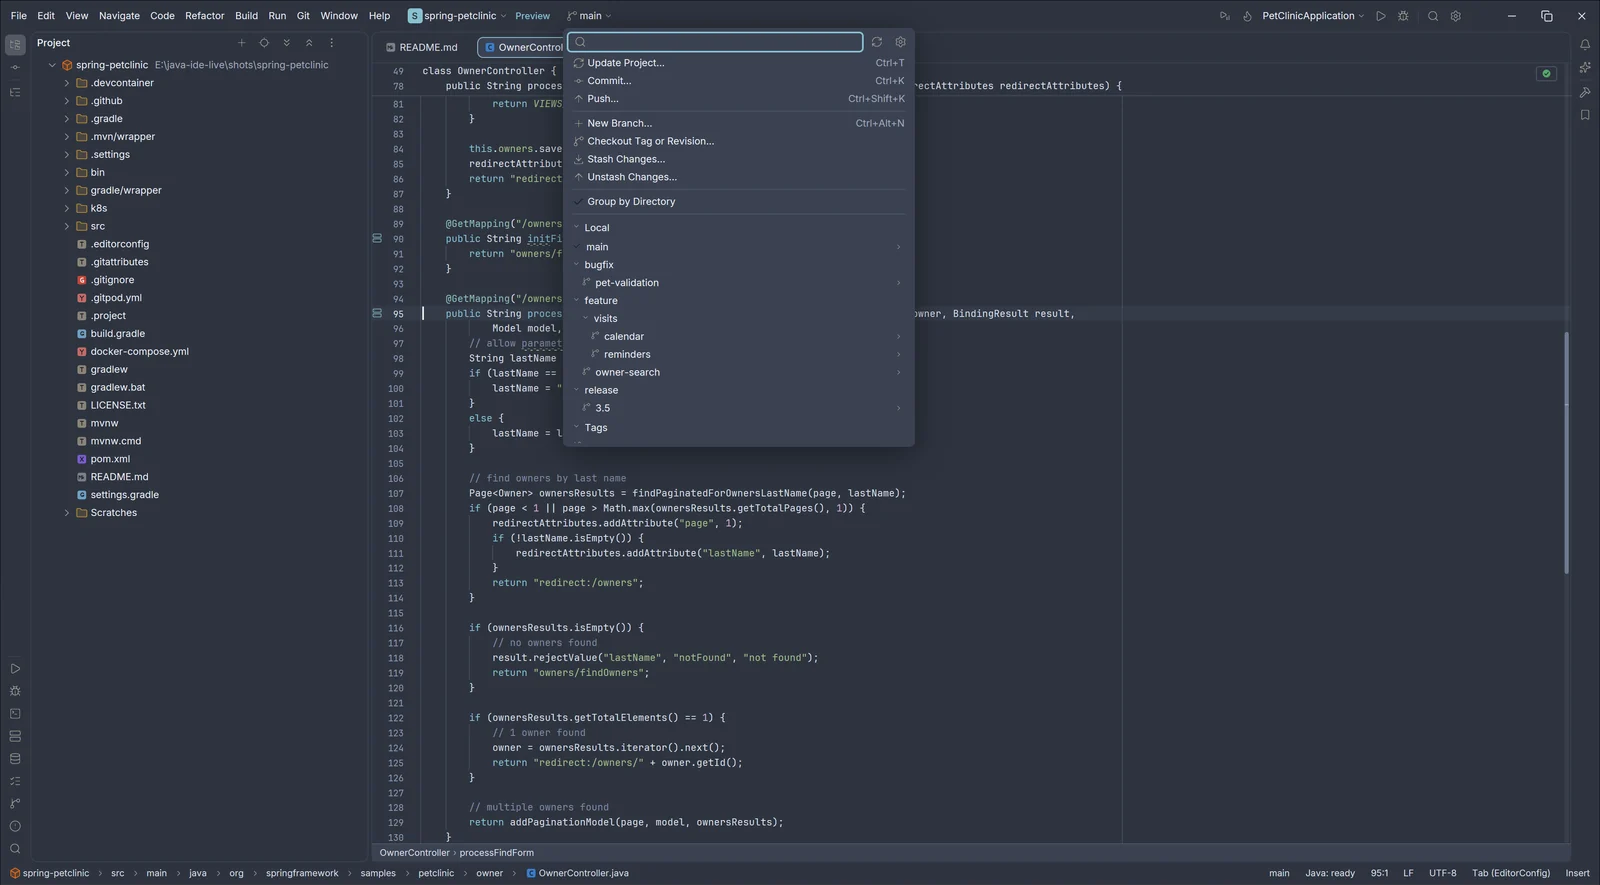 File Edit View Navigate Code Refactor Build Run Git Window Help S spring-petclinic Preview main PetClinicApplication
Project
spring-petclinic E:\java-ide-live\shots\spring-petclinic
.devcontainer
.github
.gradle
.mvn/wrapper
.settings
bin
gradle/wrapper
k8s
src
.editorconfig
.gitattributes
.gitignore
.gitpod.yml
.project
build.gradle
docker-compose.yml
gradlew
gradlew.bat
LICENSE.txt
mvnw
mvnw.cmd
pom.xml
README.md
settings.gradle
Scratches
README.md OwnerControl
49 class OwnerController {
78 public String proces rectAttributes redirectAttributes) {
81 return VIEWS
82 }
83
84 this.owners.save
85 redirectAttribut
86 return "redirect
87 }
88
89 @GetMapping("/owners
90 public String initFi
91 return "owners/f
92 }
93
94 @GetMapping("/owners
95 public String proces owner, BindingResult result,
96 Model model,
97 // allow paramet
98 String lastName
99 if (lastName ==
100 lastName = "
101 }
102 else {
103 lastName = l
104 }
105
106 // find owners by last name
107 Page<Owner> ownersResults = findPaginatedForOwnersLastName(page, lastName);
108 if (page < 1 || page > Math.max(ownersResults.getTotalPages(), 1)) {
109 redirectAttributes.addAttribute("page", 1);
110 if (!lastName.isEmpty()) {
111 redirectAttributes.addAttribute("lastName", lastName);
112 }
113 return "redirect:/owners";
114 }
115
116 if (ownersResults.isEmpty()) {
117 // no owners found
118 result.rejectValue("lastName", "notFound", "not found");
119 return "owners/findOwners";
120 }
121
122 if (ownersResults.getTotalElements() == 1) {
123 // 1 owner found
124 owner = ownersResults.iterator().next();
125 return "redirect:/owners/" + owner.getId();
126 }
127
128 // multiple owners found
129 return addPaginationModel(page, model, ownersResults);
130 }
Update Project... Ctrl+T
Commit... Ctrl+K
Push... Ctrl+Shift+K
New Branch... Ctrl+Alt+N
Checkout Tag or Revision...
Stash Changes...
Unstash Changes...
Group by Directory
Local
main
bugfix
pet-validation
feature
visits
calendar
reminders
owner-search
release
3.5
Tags
OwnerController › processFindForm
spring-petclinic › src › main › java › org › springframework › samples › petclinic › owner › OwnerController.java main Java: ready 95:1 LF UTF-8 Tab (EditorConfig) Insert